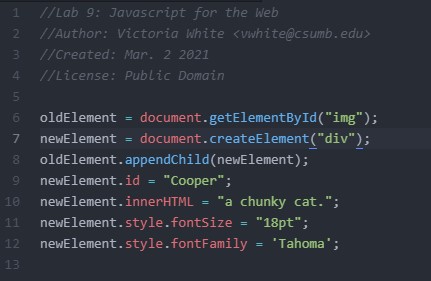 1 //Lab 9: Javascript for the Web
2 //Author: Victoria White <vwhite@csumb.edu>
3 //Created: Mar. 2 2021
4 //License: Public Domain
5
6 oldElement = document.getElementById("img");
7 newElement = document.createElement("div");
8 oldElement.appendChild(newElement);
9 newElement.id = "Cooper";
10 newElement.innerHTML = "a chunky cat.";
11 newElement.style.fontSize = "18pt";
12 newElement.style.fontFamily = 'Tahoma';
13